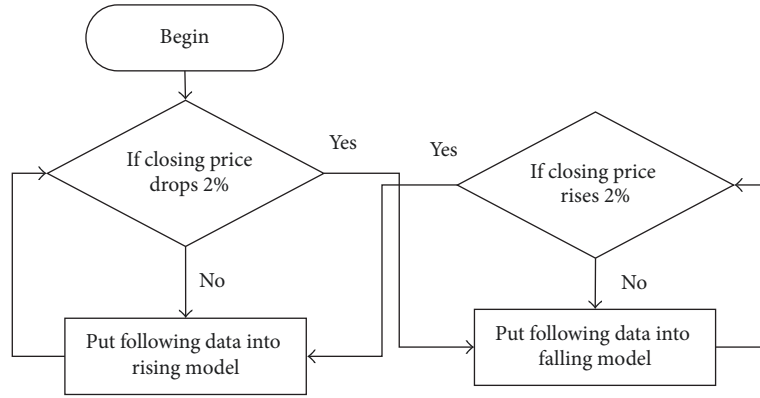 Begin
If closing price
drops 2%
Yes
No
Put following data into
rising model
Yes
If closing price
rises 2%
No
Put following data into
falling model